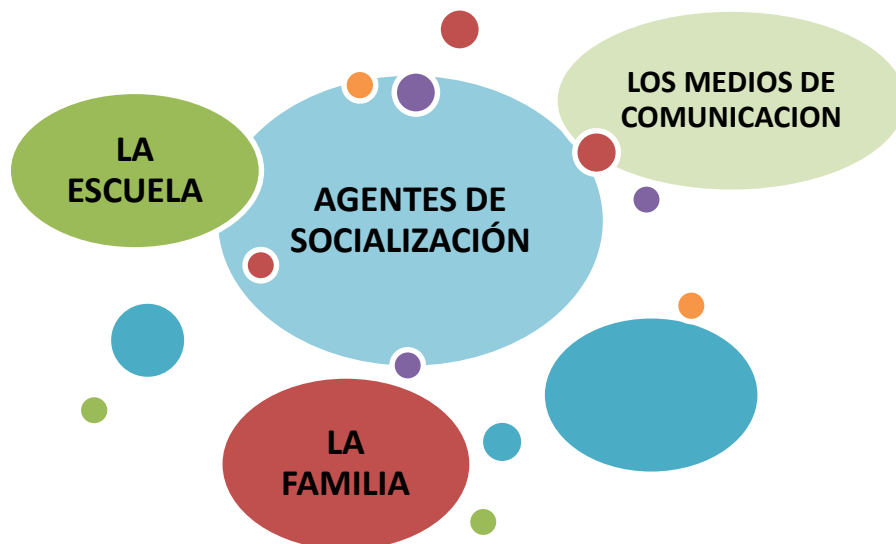 LOS MEDIOS DE
COMUNICACION
LA
ESCUELA
AGENTES DE
SOCIALIZACIÓN
LA
FAMILIA